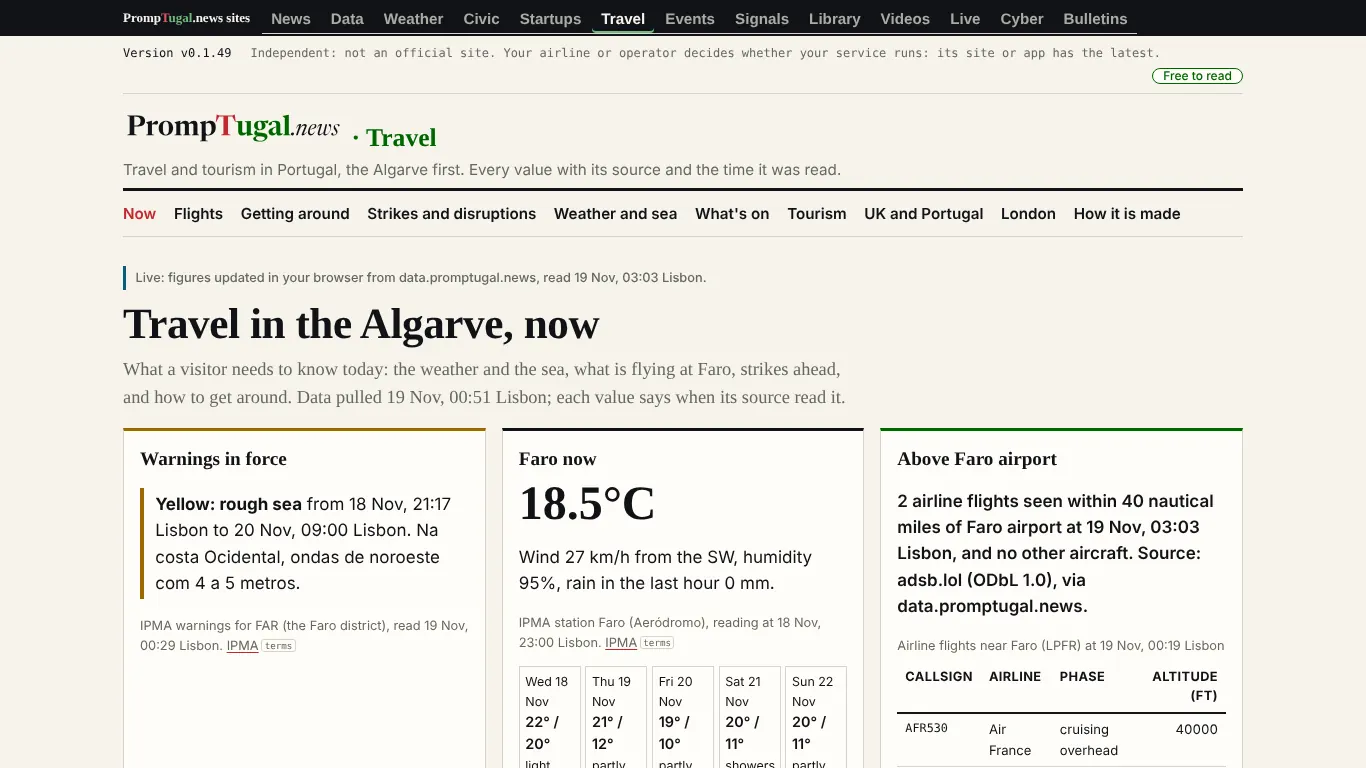 PrompTugal.news sites News Data Weather Civic Startups Travel Events Signals Library Videos Live Cyber Bulletins
Version v0.1.49 Independent: not an official site. Your airline or operator decides whether your service runs: its site or app has the latest.
Free to read
PrompTugal.news · Travel
Travel and tourism in Portugal, the Algarve first. Every value with its source and the time it was read.
Now Flights Getting around Strikes and disruptions Weather and sea What's on Tourism UK and Portugal London How it is made
Live: figures updated in your browser from data.promptugal.news, read 19 Nov, 03:03 Lisbon.
Travel in the Algarve, now
What a visitor needs to know today: the weather and the sea, what is flying at Faro, strikes ahead,
and how to get around. Data pulled 19 Nov, 00:51 Lisbon; each value says when its source read it.
Warnings in force
Yellow: rough sea from 18 Nov, 21:17
Lisbon to 20 Nov, 09:00 Lisbon. Na
costa Ocidental, ondas de noroeste
com 4 a 5 metros.
IPMA warnings for FAR (the Faro district), read 19 Nov,
00:29 Lisbon. IPMA terms
Faro now
18.5°C
Wind 27 km/h from the SW, humidity
95%, rain in the last hour 0 mm.
IPMA station Faro (Aeródromo), reading at 18 Nov,
23:00 Lisbon. IPMA terms
Wed 18 Thu 19 Fri 20 Sat 21 Sun 22
Nov Nov Nov Nov Nov
22° / 21° / 19° / 20° / 20° /
20° 12° 10° 11° 11°
light partly partly showers partly
Above Faro airport
2 airline flights seen within 40 nautical
miles of Faro airport at 19 Nov, 03:03
Lisbon, and no other aircraft. Source:
adsb.lol (ODbL 1.0), via
data.promptugal.news.
Airline flights near Faro (LPFR) at 19 Nov, 00:19 Lisbon
CALLSIGN AIRLINE PHASE ALTITUDE
(FT)
AFR530 Air cruising 40000
France overhead